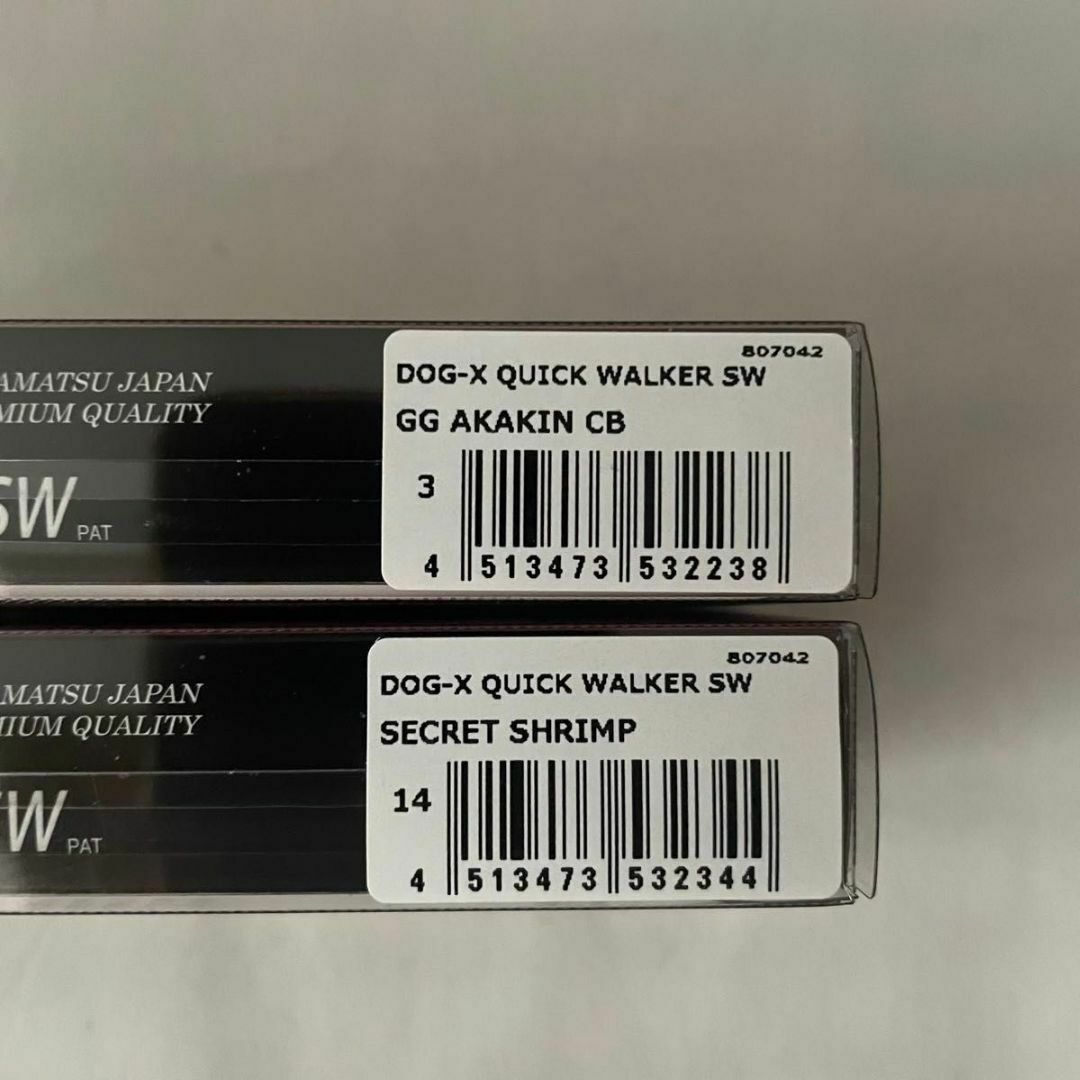 AMATSU JAPAN
MIUM QUALITY
SW PAT
807042
DOG-X QUICK WALKER SW
GG AKAKIN CB
3
4 513473 532238
AMATSU JAPAN
IUM QUALITY
W PAT
807042
DOG-X QUICK WALKER SW
SECRET SHRIMP
14
4 513473 532344